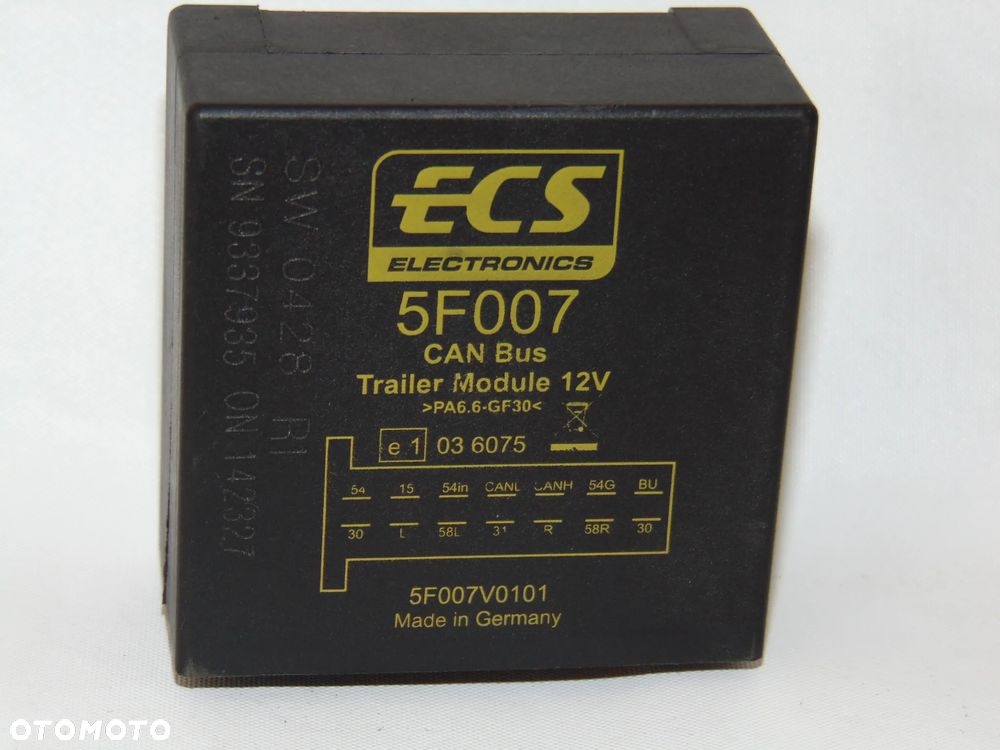 ECS
ELECTRONICS
5F007
CAN Bus
Trailer Module 12V
>PA6.6-GF30<
e 1 03 6075
54 15 54in CANL CANH 54G BU
30 L 58L 31 R 58R 30
5F007V0101
Made in Germany
SW 0428 R1
SN 9337935 ON 142327
OTOMOTO